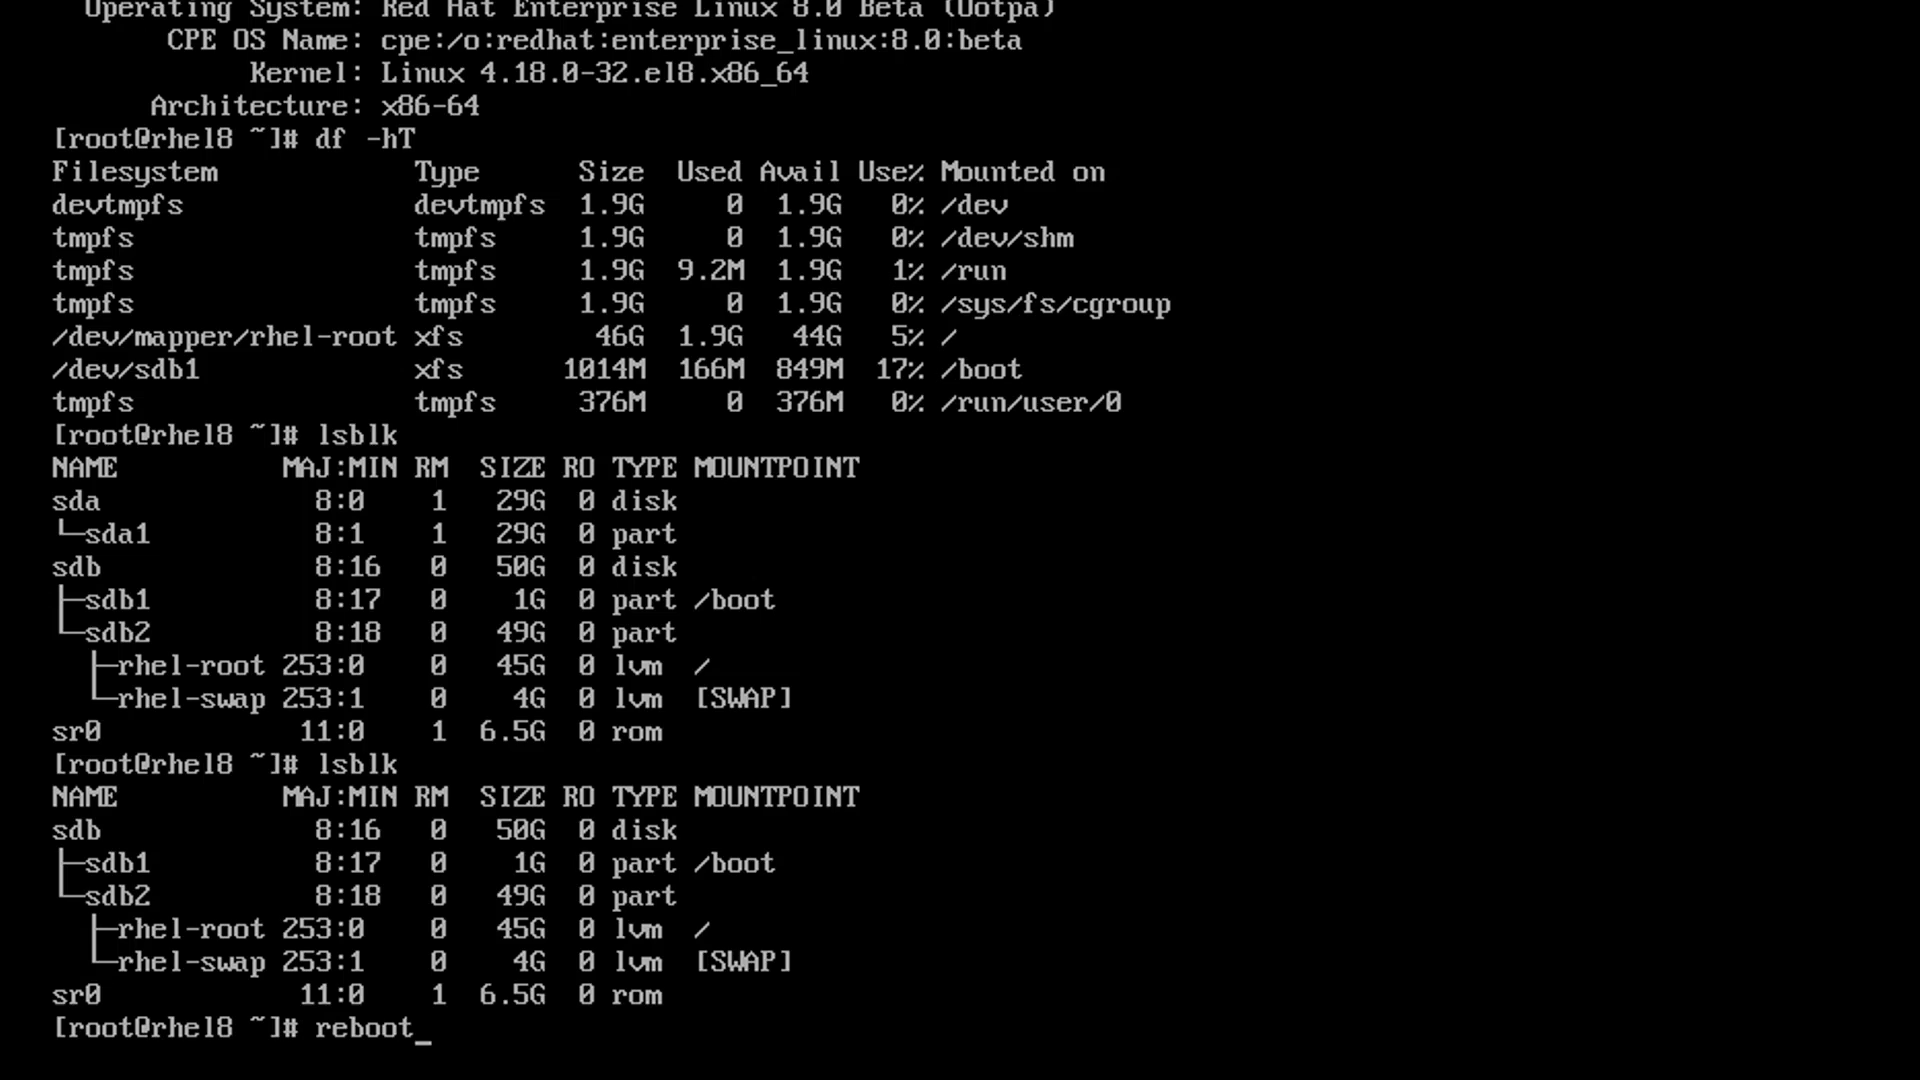 Operating System: Red Hat Enterprise Linux 8.0 Beta (Ootpa)
CPE OS Name: cpe:/o:redhat:enterprise_linux:8.0:beta
Kernel: Linux 4.18.0-32.el8.x86_64
Architecture: x86-64
[root@rhel8 ~]# df -hT
Filesystem Type Size Used Avail Use% Mounted on
devtmpfs devtmpfs 1.9G 0 1.9G 0% /dev
tmpfs tmpfs 1.9G 0 1.9G 0% /dev/shm
tmpfs tmpfs 1.9G 9.2M 1.9G 1% /run
tmpfs tmpfs 1.9G 0 1.9G 0% /sys/fs/cgroup
/dev/mapper/rhel-root xfs 46G 1.9G 44G 5% /
/dev/sdb1 xfs 1014M 166M 849M 17% /boot
tmpfs tmpfs 376M 0 376M 0% /run/user/0
[root@rhel8 ~]# lsblk
NAME MAJ:MIN RM SIZE RO TYPE MOUNTPOINT
sda 8:0 1 29G 0 disk
└─sda1 8:1 1 29G 0 part
sdb 8:16 0 50G 0 disk
├─sdb1 8:17 0 1G 0 part /boot
└─sdb2 8:18 0 49G 0 part
├─rhel-root 253:0 0 45G 0 lvm /
└─rhel-swap 253:1 0 4G 0 lvm [SWAP]
sr0 11:0 1 6.5G 0 rom
[root@rhel8 ~]# lsblk
NAME MAJ:MIN RM SIZE RO TYPE MOUNTPOINT
sdb 8:16 0 50G 0 disk
├─sdb1 8:17 0 1G 0 part /boot
└─sdb2 8:18 0 49G 0 part
├─rhel-root 253:0 0 45G 0 lvm /
└─rhel-swap 253:1 0 4G 0 lvm [SWAP]
sr0 11:0 1 6.5G 0 rom
[root@rhel8 ~]# reboot_